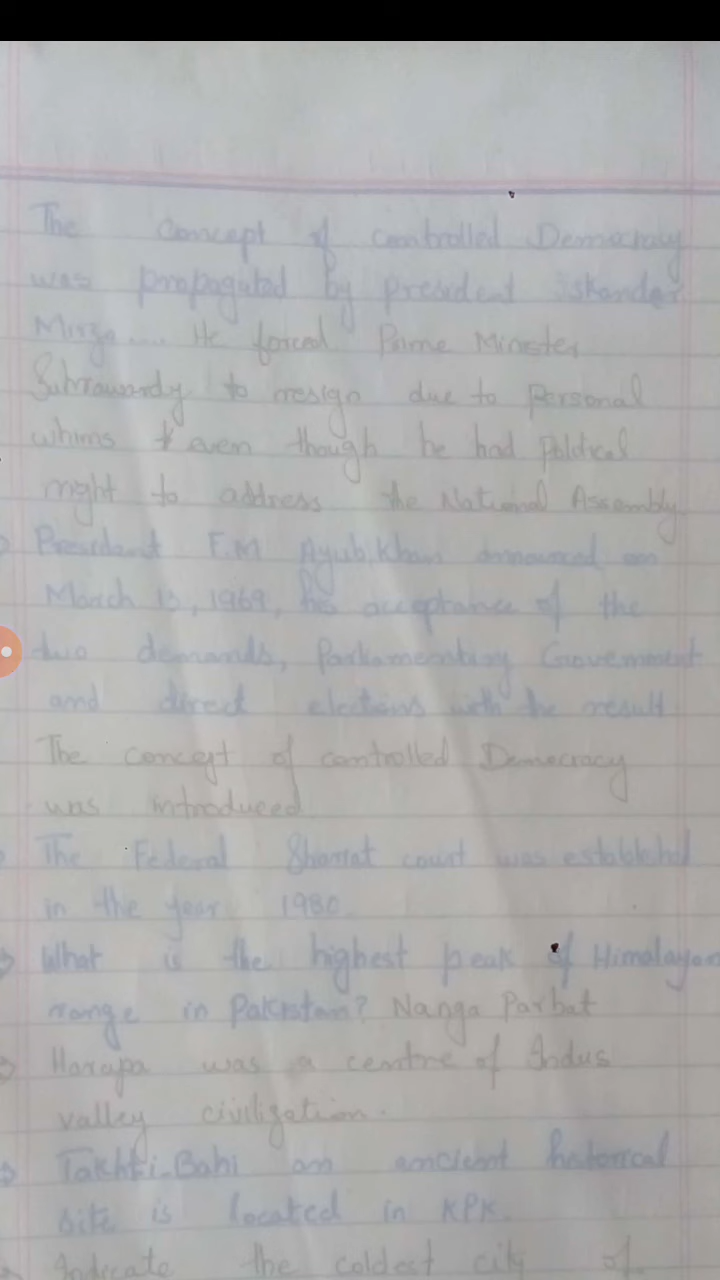 The concept of controlled Democracy
was propagated by president iskander
Mirza.... He forced Prime Minister
Suhrawardy to resign due to Personal
whims & even though he had Political
right to address the National Assembly
President F.M Ayub.Khan announced on
March 13, 1969, his acceptance of the
two demands, Parliamentary Government
and direct elections with he result
The concept of controlled Democracy
was introduced
The Federal Shariat court was established
in the year 1980
What is the highest peak of Himalayan
range in Pakistan? Nanga Parbat
Harapa was a centre of Indus
valley civilization.
Takhti-Bahi an ancient historical
site is located in KPK.
Indicate the coldest city of